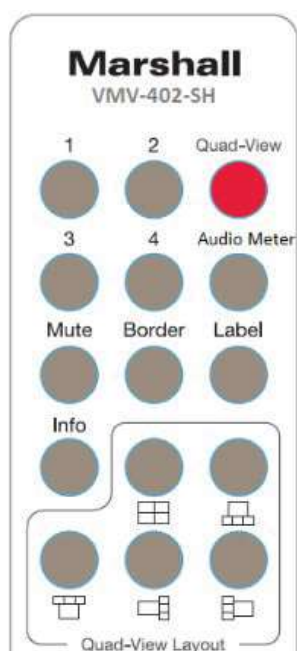 Marshall
VMV-402-SH
1 2 Quad-View
3 4 Audio Meter
Mute Border Label
Info
Quad-View Layout